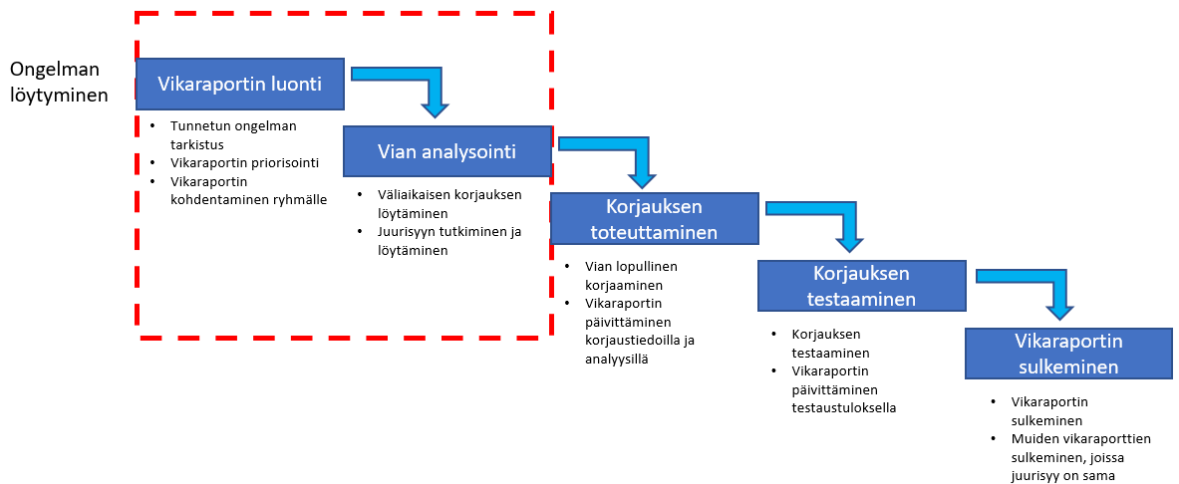 Ongelman
löytyminen
Vikaraportin luonti
• Tunnetun ongelman
tarkistus
• Vikaraportin priorisointi
• Vikaraportin
kohdentaminen ryhmälle
Vian analysointi
• Väliaikaisen korjauksen
löytäminen
• Juurisyyn tutkiminen ja
löytäminen
Korjauksen
toteuttaminen
• Vian lopullinen
korjaaminen
• Vikaraportin
päivittäminen
korjaustiedoilla ja
analyysillä
Korjauksen
testaaminen
• Korjauksen
testaaminen
• Vikaraportin
päivittäminen
testaustuloksella
Vikaraportin
sulkeminen
• Vikaraportin
sulkeminen
• Muiden vikaraporttien
sulkeminen, joissa
juurisyy on sama